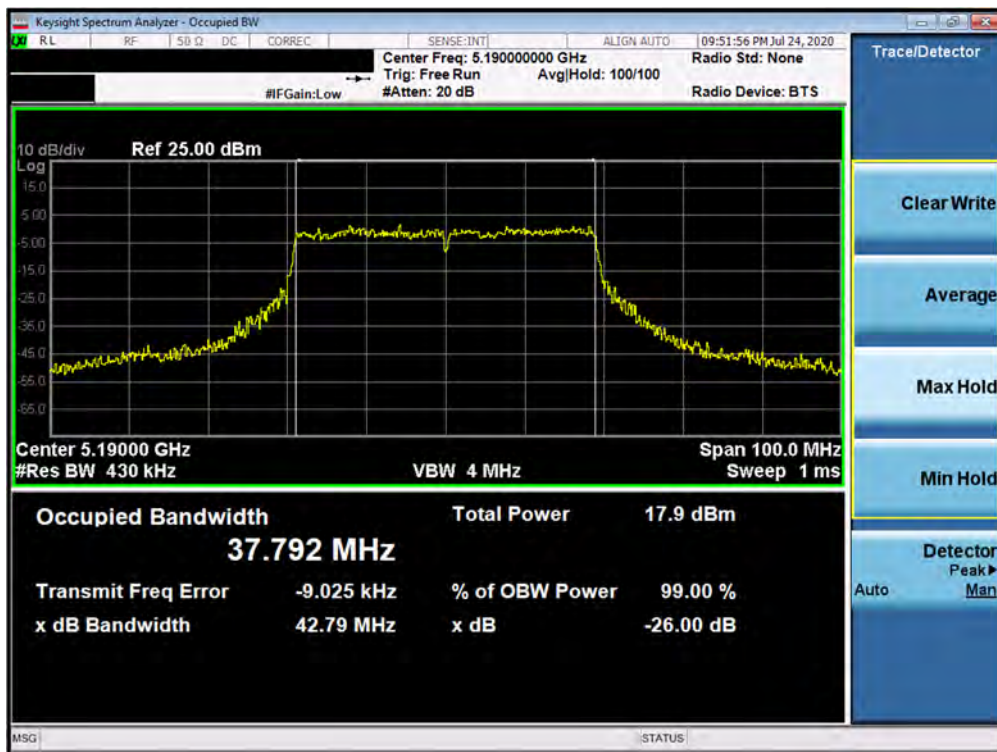 Keysight Spectrum Analyzer - Occupied BW
LXI RL RF 50 Ω DC CORREC SENSE:INT ALIGN AUTO 09:51:56 PM Jul 24, 2020
Center Freq: 5.190000000 GHz Radio Std: None
Trig: Free Run Avg|Hold: 100/100
#IFGain:Low #Atten: 20 dB Radio Device: BTS
Trace/Detector
10 dB/div Ref 25.00 dBm
Log
15.0
5.00
-5.00
-15.0
-25.0
-35.0
-45.0
-55.0
-65.0
Center 5.19000 GHz Span 100.0 MHz
#Res BW 430 kHz VBW 4 MHz Sweep 1 ms
Occupied Bandwidth Total Power 17.9 dBm
37.792 MHz
Transmit Freq Error -9.025 kHz % of OBW Power 99.00 %
x dB Bandwidth 42.79 MHz x dB -26.00 dB
Clear Write
Average
Max Hold
Min Hold
Detector
Peak▶
Auto Man
MSG STATUS